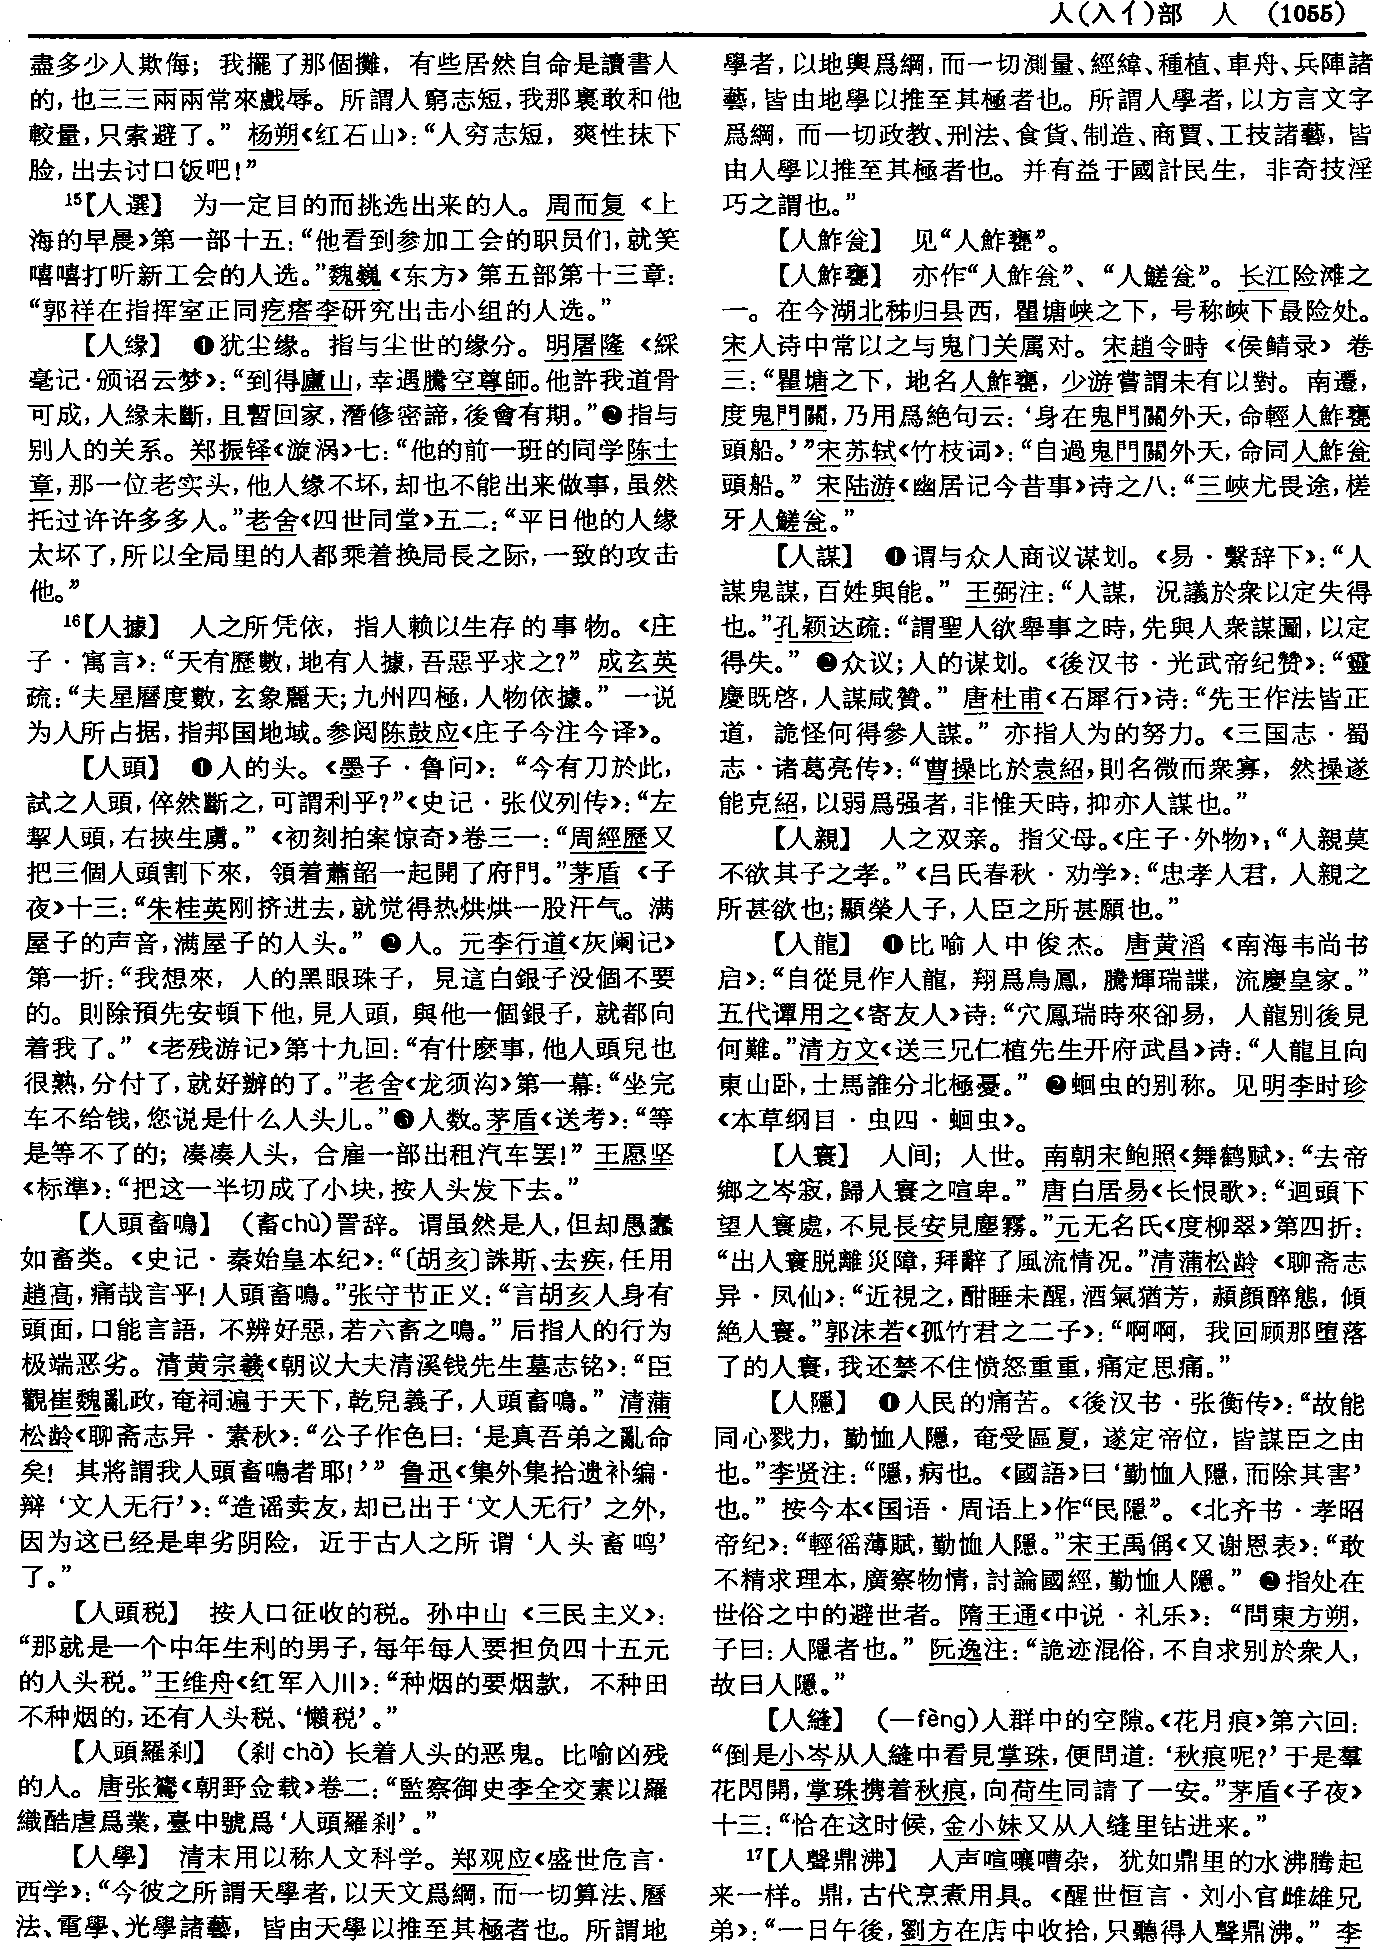 人(入亻)部　人　(1055)
盡多少人欺侮；我擺了那個攤，有些居然自命是讀書人
的，也三三兩兩常來戲辱。所謂人窮志短，我那裏敢和他
較量，只索避了。”杨朔《红石山》：“人穷志短，爽性抹下
脸，出去讨口饭吧！”
15【人選】　为一定目的而挑选出来的人。周而复《上
海的早晨》第一部十五：“他看到参加工会的职员们，就笑
嘻嘻打听新工会的人选。”魏巍《东方》第五部第十三章：
“郭祥在指挥室正同疙瘩李研究出击小组的人选。”
【人缘】　❶犹尘缘。指与尘世的缘分。明屠隆《綵
毫记·颁诏云梦》：“到得廬山，幸遇騰空尊師。他許我道骨
可成，人緣未斷，且暫回家，潛修密諦，後會有期。”❷指与
别人的关系。郑振铎《漩涡》七：“他的前一班的同学陈士
章，那一位老实头，他人缘不坏，却也不能出来做事，虽然
托过许许多多人。”老舍《四世同堂》五二：“平日他的人缘
太坏了，所以全局里的人都乘着换局長之际，一致的攻击
他。”
16【人據】　人之所凭依，指人赖以生存的事物。《庄
子·寓言》：“天有歷數，地有人據，吾惡乎求之？”成玄英
疏：“夫星曆度數，玄象麗天；九州四極，人物依據。”一说
为人所占据，指邦国地域。参阅陈鼓应《庄子今注今译》。
【人頭】　❶人的头。《墨子·鲁问》：“今有刀於此，
試之人頭，倅然斷之，可謂利乎？”《史记·张仪列传》：“左
挈人頭，右挾生虜。”《初刻拍案惊奇》卷三一：“周經歷又
把三個人頭割下來，領着蕭韶一起開了府門。”茅盾《子
夜》十三：“朱桂英刚挤进去，就觉得热烘烘一股汗气。满
屋子的声音，满屋子的人头。”❷人。元李行道《灰阑记》
第一折：“我想來，人的黑眼珠子，見這白銀子没個不要
的。則除預先安頓下他，見人頭，與他一個銀子，就都向
着我了。”《老残游记》第十九回：“有什麽事，他人頭兒也
很熟，分付了，就好辦的了。”老舍《龙须沟》第一幕：“坐完
车不给钱，您说是什么人头儿。”❸人数。茅盾《送考》：“等
是等不了的；凑凑人头，合雇一部出租汽车罢！”王愿坚
《标準》：“把这一半切成了小块，按人头发下去。”
【人頭畜鳴】　（畜chù）詈辞。谓虽然是人，但却愚蠢
如畜类。《史记·秦始皇本纪》：“〔胡亥〕誅斯、去疾，任用
趙高，痛哉言乎！人頭畜鳴。”张守节正义：“言胡亥人身有
頭面，口能言語，不辨好惡，若六畜之鳴。”后指人的行为
极端恶劣。清黄宗羲《朝议大夫清溪钱先生墓志铭》：“臣
觀崔魏亂政，奄祠遍于天下，乾兒義子，人頭畜鳴。”清蒲
松龄《聊斋志异·素秋》：“公子作色曰：‘是真吾弟之亂命
矣！其將謂我人頭畜鳴者耶！’”鲁迅《集外集拾遗补编·
辩‘文人无行’》：“造谣卖友，却已出于‘文人无行’之外，
因为这已经是卑劣阴险，近于古人之所谓‘人头畜鸣’
了。”
【人頭税】　按人口征收的税。孙中山《三民主义》：
“那就是一个中年生利的男子，每年每人要担负四十五元
的人头税。”王维舟《红军入川》：“种烟的要烟款，不种田
不种烟的，还有人头税、‘懒税’。”
【人頭羅刹】　（刹chà）长着人头的恶鬼。比喻凶残
的人。唐张鷟《朝野佥载》卷二：“監察御史李全交素以羅
織酷虐爲業，臺中號爲‘人頭羅刹’。”
【人學】　清末用以称人文科学。郑观应《盛世危言·
西学》：“今彼之所謂天學者，以天文爲綱，而一切算法、曆
法、電學、光學諸藝，皆由天學以推至其極者也。所謂地
學者，以地輿爲綱，而一切測量、經緯、種植、車舟、兵陣諸
藝，皆由地學以推至其極者也。所謂人學者，以方言文字
爲綱，而一切政教、刑法、食貨、制造、商賈、工技諸藝，皆
由人學以推至其極者也。并有益于國計民生，非奇技淫
巧之謂也。”
【人鮓瓮】　见“人鮓甕”。
【人鮓甕】　亦作“人鮓瓮”、“人鲝瓮”。长江险滩之
一。在今湖北秭归县西，瞿塘峡之下，号称峡下最险处。
宋人诗中常以之与鬼门关属对。宋趙令畤《侯鲭录》卷
三：“瞿塘之下，地名人鮓甕，少游嘗謂未有以對。南遷，
度鬼門關，乃用爲絶句云：‘身在鬼門關外天，命輕人鮓甕
頭船。’”宋苏轼《竹枝词》：“自過鬼門關外天，命同人鮓瓮
頭船。”宋陆游《幽居记今昔事》诗之八：“三峽尤畏途，槎
牙人鲝瓮。”
【人謀】　❶谓与众人商议谋划。《易·繫辞下》：“人
謀鬼謀，百姓與能。”王弼注：“人謀，況議於衆以定失得
也。”孔颖达疏：“謂聖人欲舉事之時，先與人衆謀圖，以定
得失。”❷众议；人的谋划。《後汉书·光武帝纪赞》：“靈
慶既啓，人謀咸贊。”唐杜甫《石犀行》诗：“先王作法皆正
道，詭怪何得參人謀。”亦指人为的努力。《三国志·蜀
志·诸葛亮传》：“曹操比於袁紹，則名微而衆寡，然操遂
能克紹，以弱爲强者，非惟天時，抑亦人謀也。”
【人親】　人之双亲。指父母。《庄子·外物》：“人親莫
不欲其子之孝。”《吕氏春秋·劝学》：“忠孝人君，人親之
所甚欲也；顯榮人子，人臣之所甚願也。”
【人龍】　❶比喻人中俊杰。唐黄滔《南海韦尚书
启》：“自從見作人龍，翔爲鳥鳳，騰輝瑞諜，流慶皇家。”
五代谭用之《寄友人》诗：“穴鳳瑞時來卻易，人龍别後見
何難。”清方文《送三兄仁植先生开府武昌》诗：“人龍且向
東山卧，士馬誰分北極憂。”❷蛔虫的别称。见明李时珍
《本草纲目·虫四·蛔虫》。
【人寰】　人间；人世。南朝宋鲍照《舞鹤赋》：“去帝
鄉之岑寂，歸人寰之喧卑。”唐白居易《长恨歌》：“迴頭下
望人寰處，不見長安見塵霧。”元无名氏《度柳翠》第四折：
“出人寰脱離災障，拜辭了風流情况。”清蒲松龄《聊斋志
异·凤仙》：“近視之，酣睡未醒，酒氣猶芳，頳顔醉態，傾
絶人寰。”郭沫若《孤竹君之二子》：“啊啊，我回顾那堕落
了的人寰，我还禁不住愤怒重重，痛定思痛。”
【人隱】　❶人民的痛苦。《後汉书·张衡传》：“故能
同心戮力，勤恤人隱，奄受區夏，遂定帝位，皆謀臣之由
也。”李贤注：“隱，病也。《國語》曰‘勤恤人隱，而除其害’
也。”按今本《国语·周语上》作“民隱”。《北齐书·孝昭
帝纪》：“輕徭薄賦，勤恤人隱。”宋王禹偁《又谢恩表》：“敢
不精求理本，廣察物情，討論國經，勤恤人隱。”❷指处在
世俗之中的避世者。隋王通《中说·礼乐》：“問東方朔，
子曰：人隱者也。”阮逸注：“詭迹混俗，不自求别於衆人，
故曰人隱。”
【人縫】　（—fèng）人群中的空隙。《花月痕》第六回：
“倒是小岑从人縫中看見掌珠，便問道：‘秋痕呢？’于是羣
花閃開，掌珠携着秋痕，向荷生同請了一安。”茅盾《子夜》
十三：“恰在这时候，金小妹又从人缝里钻进来。”
17【人聲鼎沸】　人声喧嚷嘈杂，犹如鼎里的水沸腾起
来一样。鼎，古代烹煮用具。《醒世恒言·刘小官雌雄兄
弟》：“一日午後，劉方在店中收拾，只聽得人聲鼎沸。”李